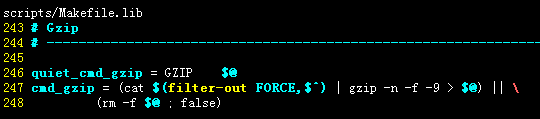 scripts/Makefile.lib
243 # Gzip
244 # ---------------------------------------------------------------------------
245
246 quiet_cmd_gzip = GZIP    $@
247 cmd_gzip = (cat $(filter-out FORCE,$^) | gzip -n -f -9 > $@) || \
248         (rm -f $@ ; false)